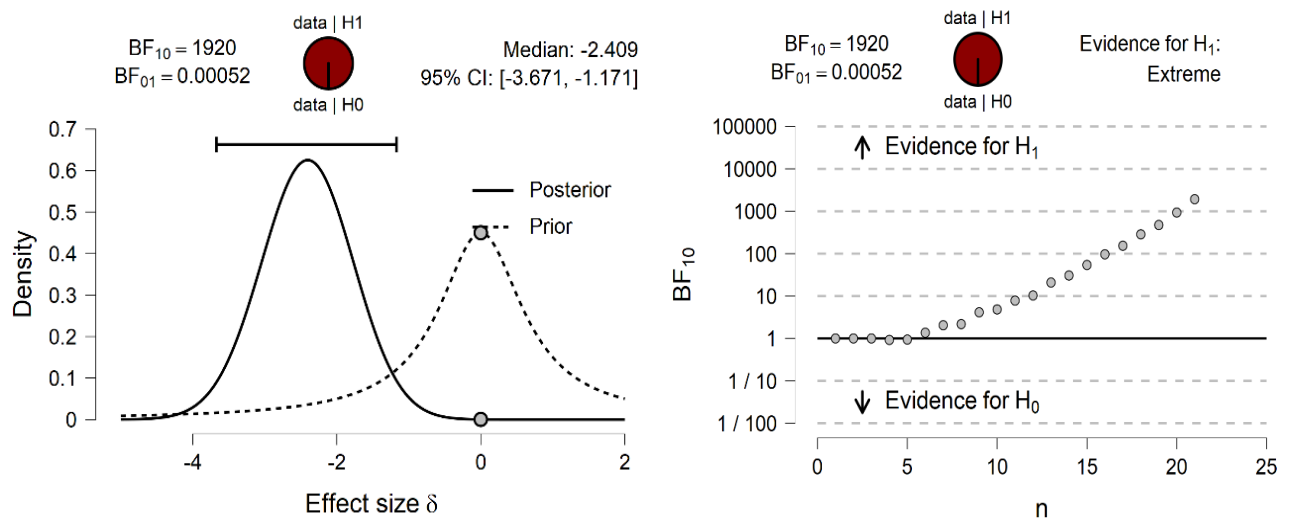 data | H1
BF₁₀ = 1920
BF₀₁ = 0.00052
data | H0
Median: -2.409
95% CI: [-3.671, -1.171]
0.7
0.6
0.5
0.4
0.3
0.2
0.1
0
Density
Posterior
Prior
-4
-2
0
2
Effect size δ
data | H1
BF₁₀ = 1920
BF₀₁ = 0.00052
data | H0
Evidence for H₁:
Extreme
100000
10000
1000
100
10
1
1 / 10
1 / 100
BF₁₀
Evidence for H₁
Evidence for H₀
0
5
10
15
20
25
n